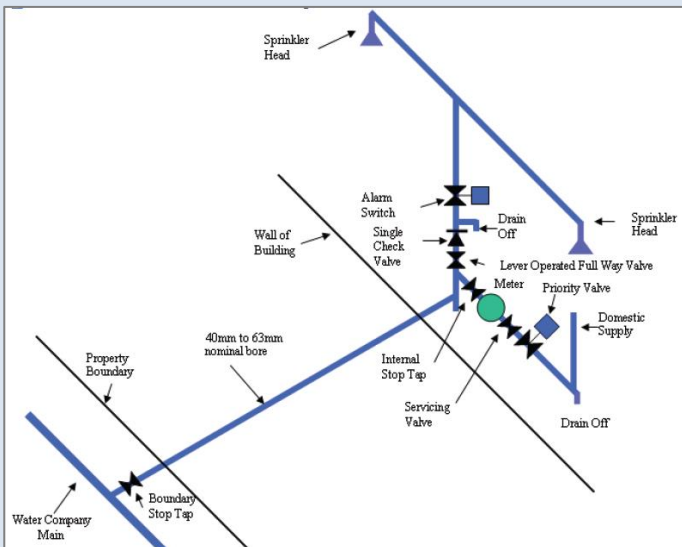 Sprinkler
Head
Alarm
Switch
Drain
Off
Sprinkler
Head
Wall of
Building
Single
Check
Valve
Lever Operated Full Way Valve
Meter
Priority Valve
Domestic
Supply
40mm to 63mm
nominal bore
Internal
Stop Tap
Property
Boundary
Servicing
Valve
Drain Off
Boundary
Stop Tap
Water Company
Main